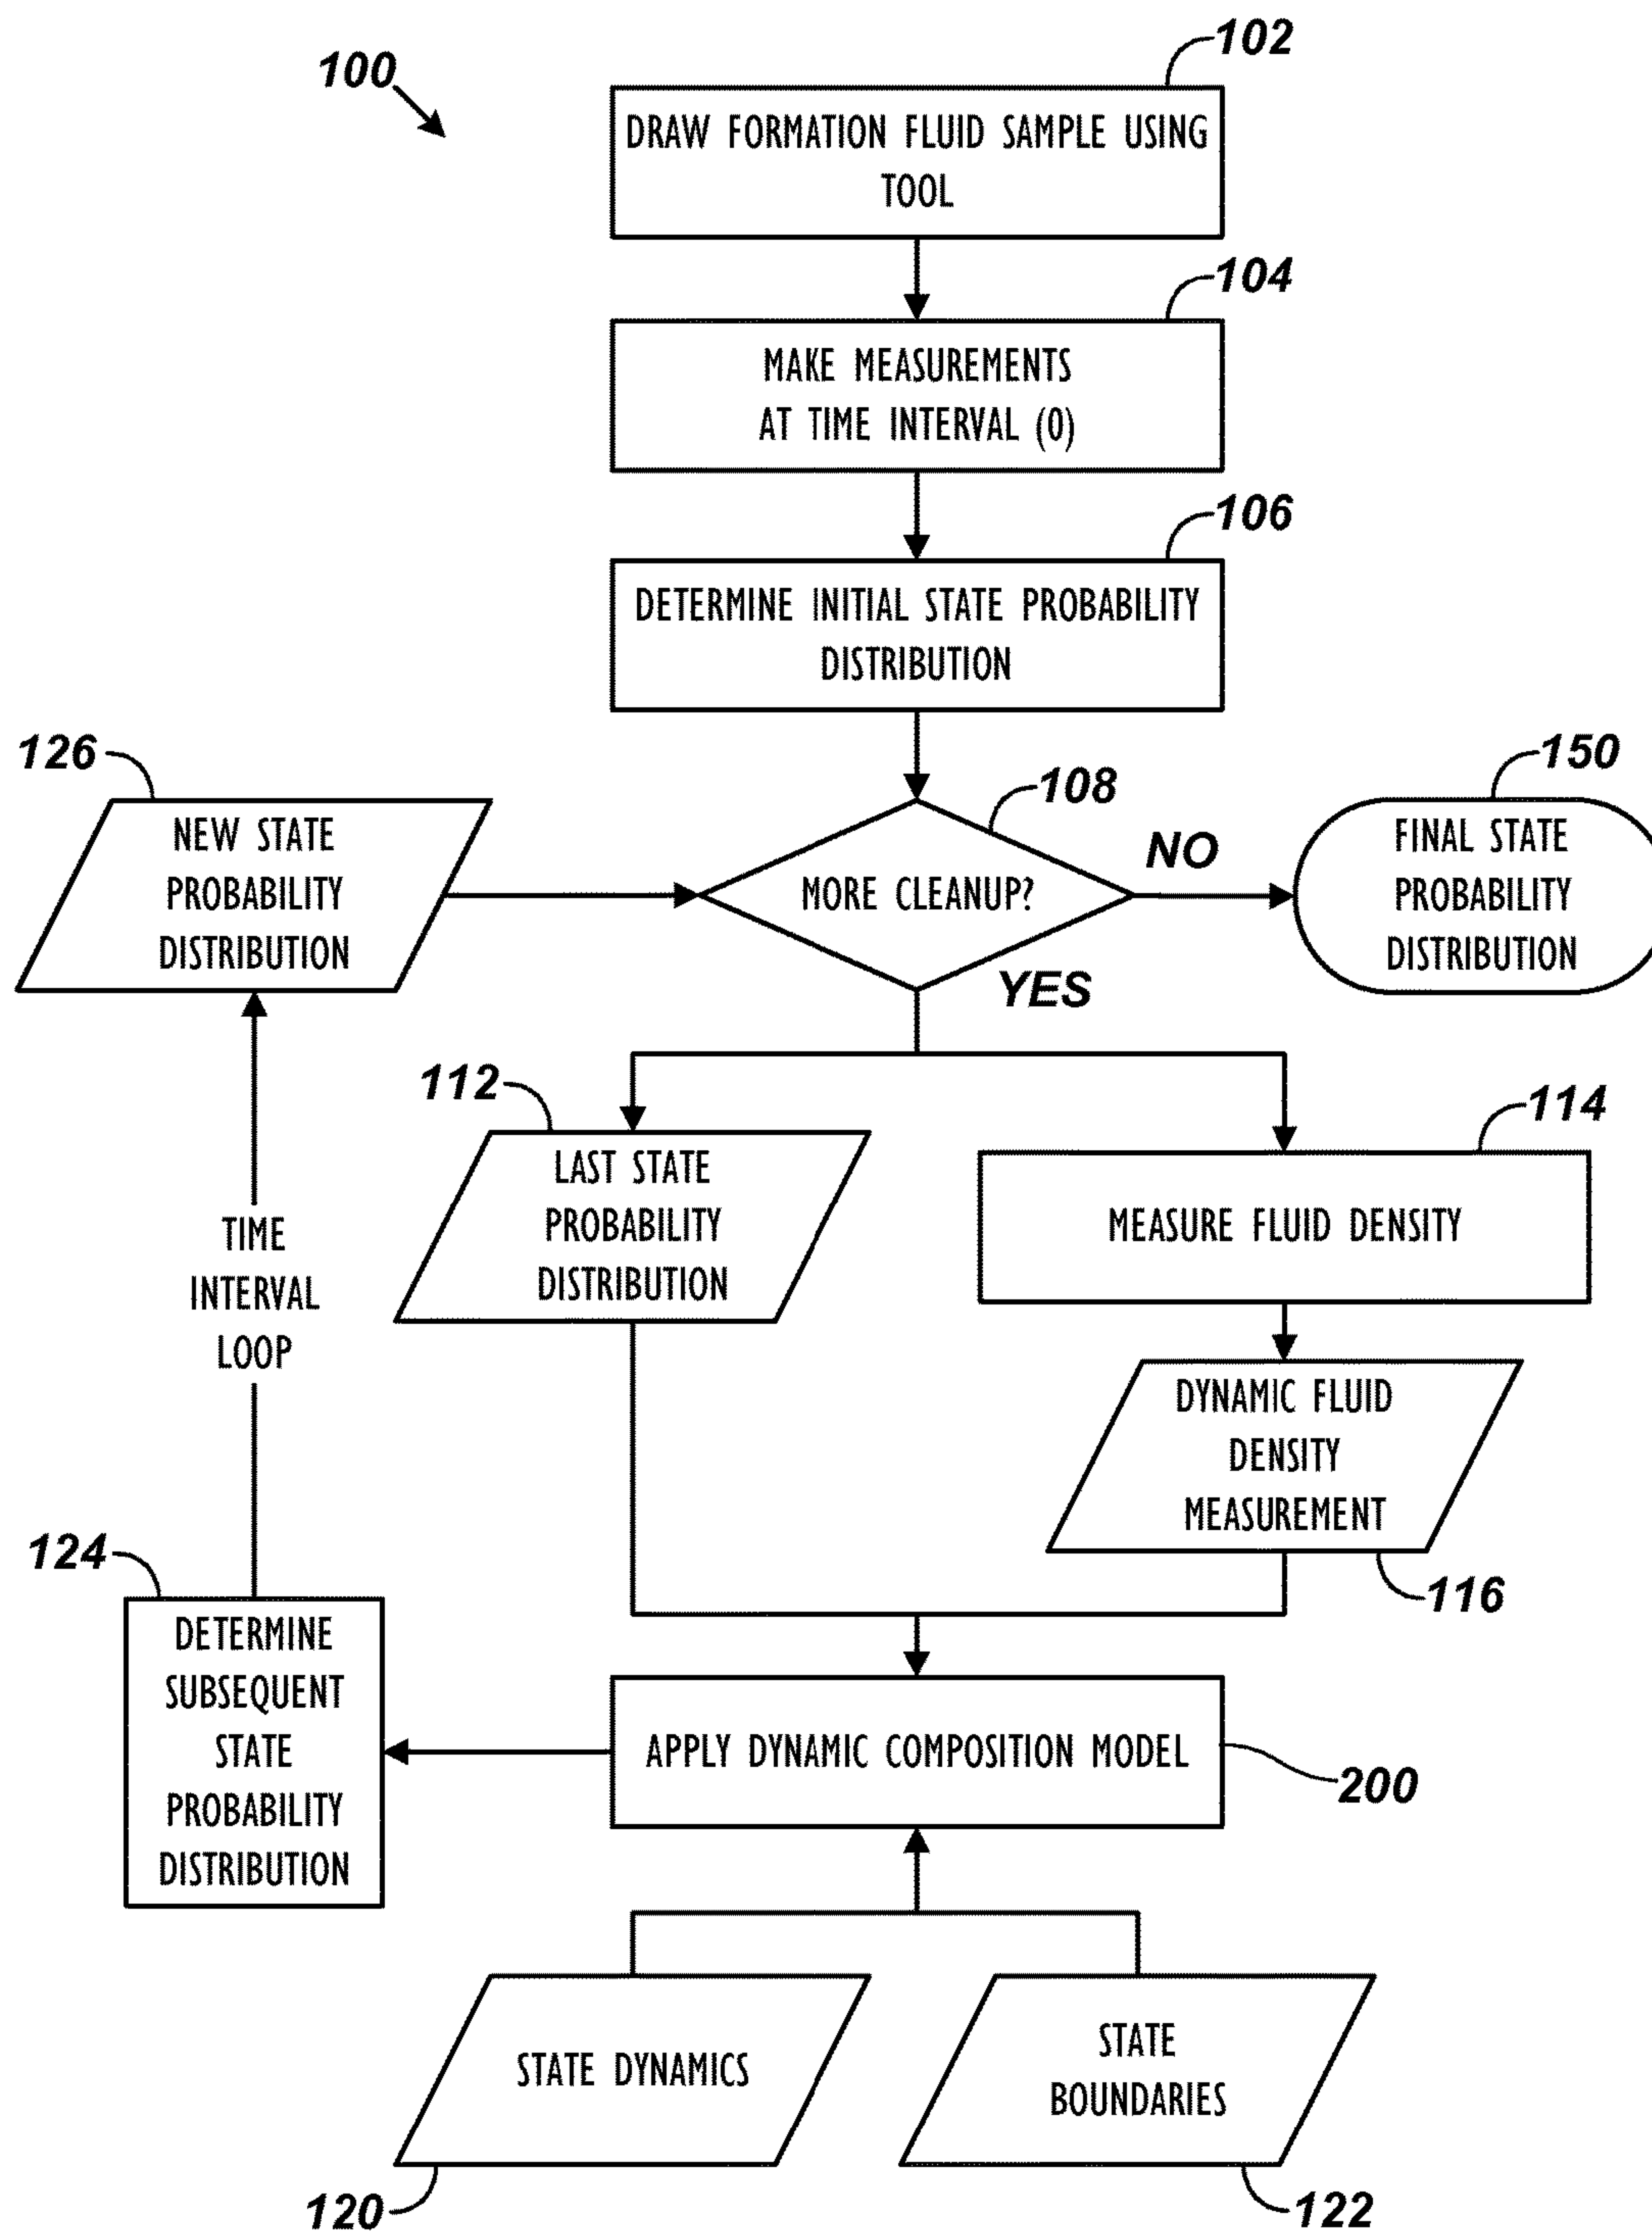 100
102
DRAW FORMATION FLUID SAMPLE USING
TOOL
104
MAKE MEASUREMENTS
AT TIME INTERVAL (0)
106
DETERMINE INITIAL STATE PROBABILITY
DISTRIBUTION
126
NEW STATE
PROBABILITY
DISTRIBUTION
108
MORE CLEANUP?
NO
150
FINAL STATE
PROBABILITY
DISTRIBUTION
YES
112
LAST STATE
PROBABILITY
DISTRIBUTION
114
MEASURE FLUID DENSITY
TIME
INTERVAL
LOOP
DYNAMIC FLUID
DENSITY
MEASUREMENT
116
124
DETERMINE
SUBSEQUENT
STATE
PROBABILITY
DISTRIBUTION
APPLY DYNAMIC COMPOSITION MODEL
200
STATE DYNAMICS
120
STATE
BOUNDARIES
122